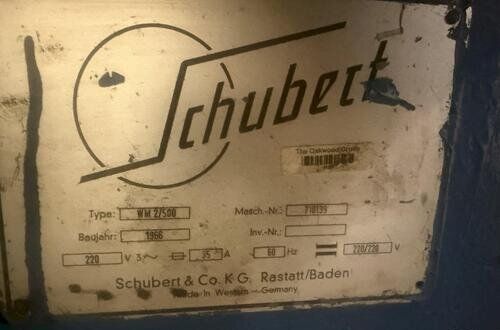 Schubert
The Oakwood Group
Type: WM 2/500 Masch.-Nr.: 710139
Baujahr: 1966 Inv.-Nr.:
220 V 3~ 35 A 60 Hz 220/220 V
Schubert & Co. K·G. Rastatt/Baden
Made in Western – Germany